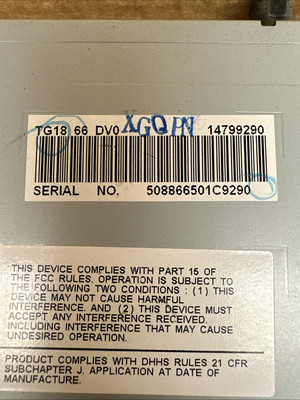 TG18 66 DV0 XGQPN 14799290
SERIAL NO. 508866501C9290
THIS DEVICE COMPLIES WITH PART 15 OF
THE FCC RULES. OPERATION IS SUBJECT TO
THE FOLLOWING TWO CONDITIONS : (1) THIS
DEVICE MAY NOT CAUSE HARMFUL
INTERFERENCE. AND (2) THIS DEVICE MUST
ACCEPT ANY INTERFERENCE RECEIVED.
INCLUDING INTERFERENCE THAT MAY CAUSE
UNDESIRED OPERATION.
PRODUCT COMPLIES WITH DHHS RULES 21 CFR
SUBCHAPTER J. APPLICATION AT DATE OF
MANUFACTURE.